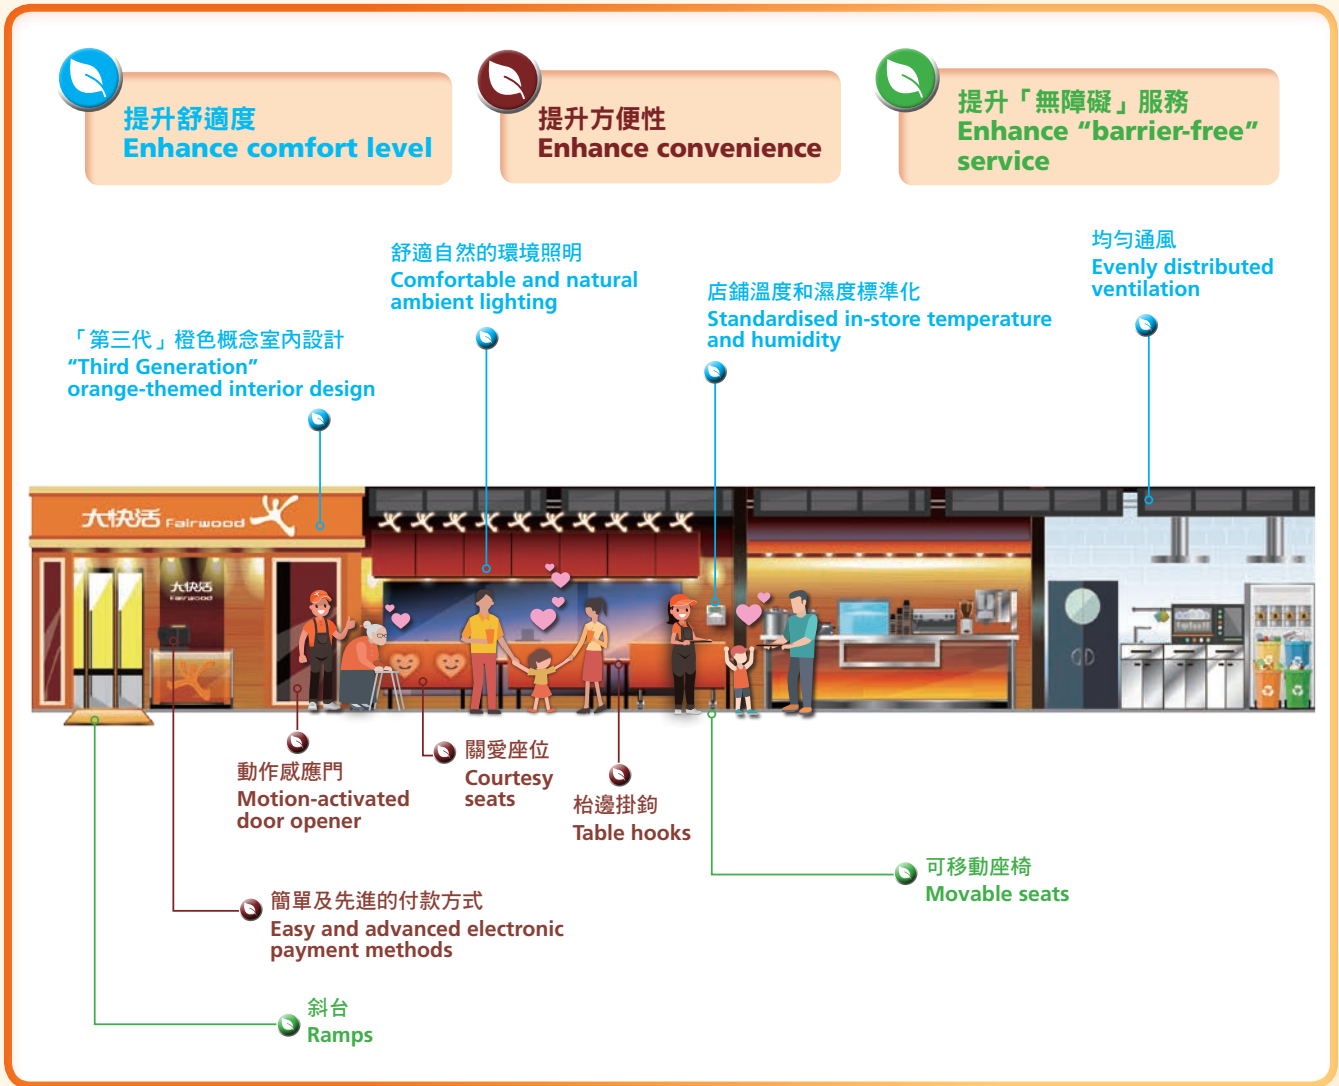 提升舒適度
Enhance comfort level
提升方便性
Enhance convenience
提升「無障礙」服務
Enhance “barrier-free”
service
「第三代」橙色概念室內設計
“Third Generation”
orange-themed interior design
舒適自然的環境照明
Comfortable and natural
ambient lighting
店鋪溫度和濕度標準化
Standardised in-store temperature
and humidity
均勻通風
Evenly distributed
ventilation
大快活 Fairwood
大快活
Fairwood
動作感應門
Motion-activated
door opener
關愛座位
Courtesy
seats
枱邊掛鈎
Table hooks
可移動座椅
Movable seats
簡單及先進的付款方式
Easy and advanced electronic
payment methods
斜台
Ramps